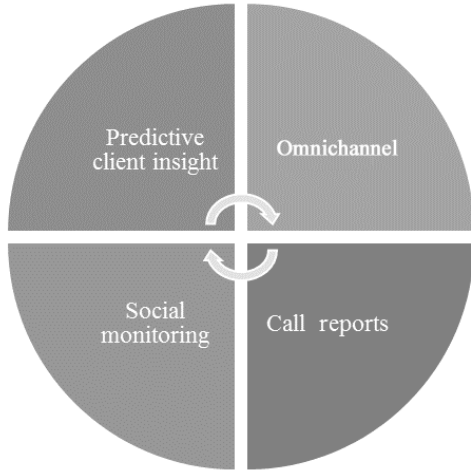 Predictive
client insight
Omnichannel
Social
monitoring
Call reports